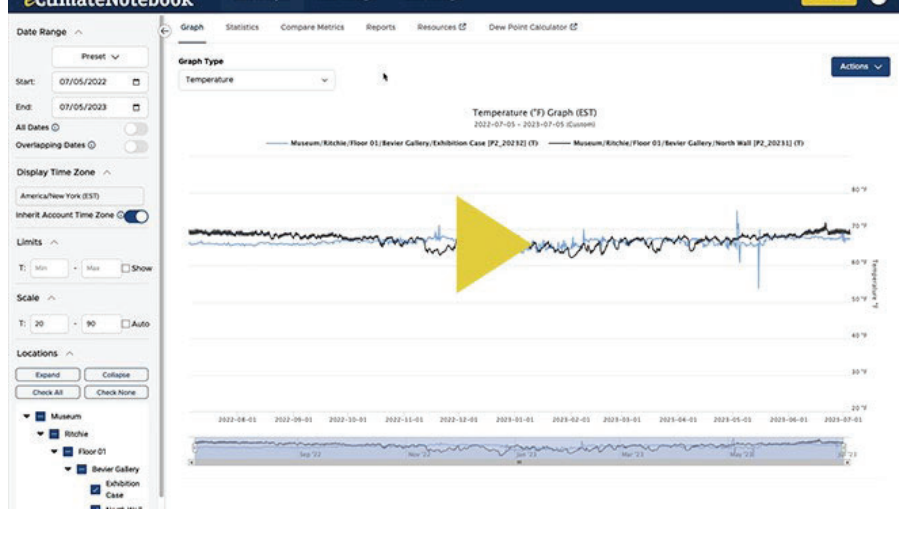 eClimateNotebook
Date Range
Graph Statistics Compare Metrics Reports Resources Dew Point Calculator
Preset
Graph Type
Actions
Start: 07/05/2022
Temperature
End: 07/05/2023
Temperature (°F) Graph (EST)
2022-07-05 - 2023-07-05 (Custom)
All Dates
Overlapping Dates
Museum/Ritchie/Floor 01/Bevier Gallery/Exhibition Case [P2_20232] (T) Museum/Ritchie/Floor 01/Bevier Gallery/North Wall [P2_20231] (T)
Display Time Zone
America/New York (EST)
80 °F
Inherit Account Time Zone
70 °F
Limits
60 °F
T: Min - Max Show
Temperature °F
Scale
50 °F
T: 20 - 90 Auto
40 °F
Locations
Expand Collapse
30 °F
Check All Check None
20 °F
Museum
2022-08-01 2022-09-01 2022-10-01 2022-11-01 2022-12-01 2023-01-01 2023-02-01 2023-03-01 2023-04-01 2023-05-01 2023-06-01 2023-07-01
Ritchie
Floor 01
Sep '22 Nov '22 Jan '23 Mar '23 May '23
Bevier Gallery
Exhibition
Case
North Wall